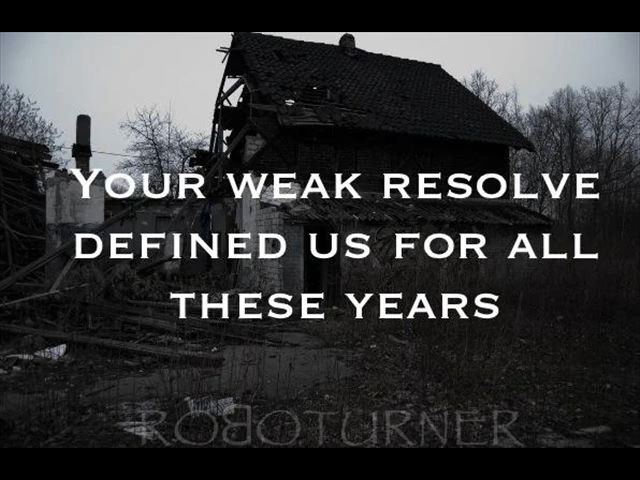 Your weak resolve
defined us for all
these years
ROBOTURNER